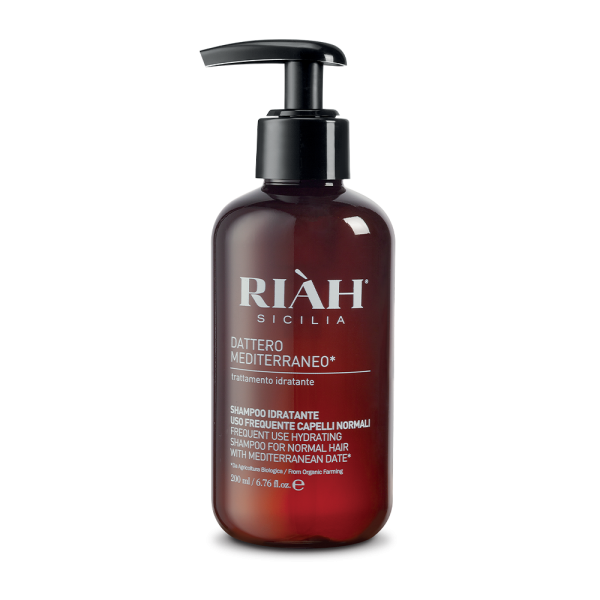 RIÀH®
SICILIA
DATTERO
MEDITERRANEO*
trattamento idratante
SHAMPOO IDRATANTE
USO FREQUENTE CAPELLI NORMALI
FREQUENT USE HYDRATING
SHAMPOO FOR NORMAL HAIR
WITH MEDITERRANEAN DATE*
*Da Agricoltura Biologica / From Organic Farming
200 ml / 6.76 fl.oz. ℮